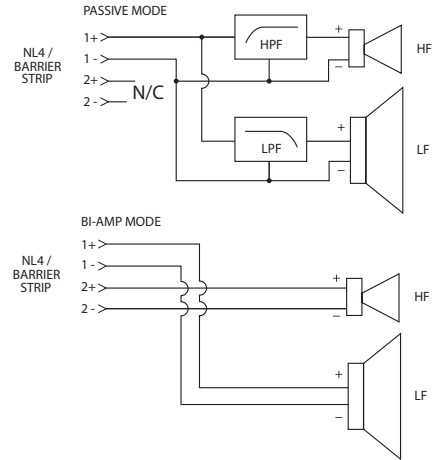 PASSIVE MODE
NL4 /
BARRIER
STRIP
1+
1 -
2+
2 -
N/C
HPF
+
−
HF
LPF
+
−
LF
BI-AMP MODE
NL4 /
BARRIER
STRIP
1+
1 -
2+
2 -
+
−
HF
+
−
LF